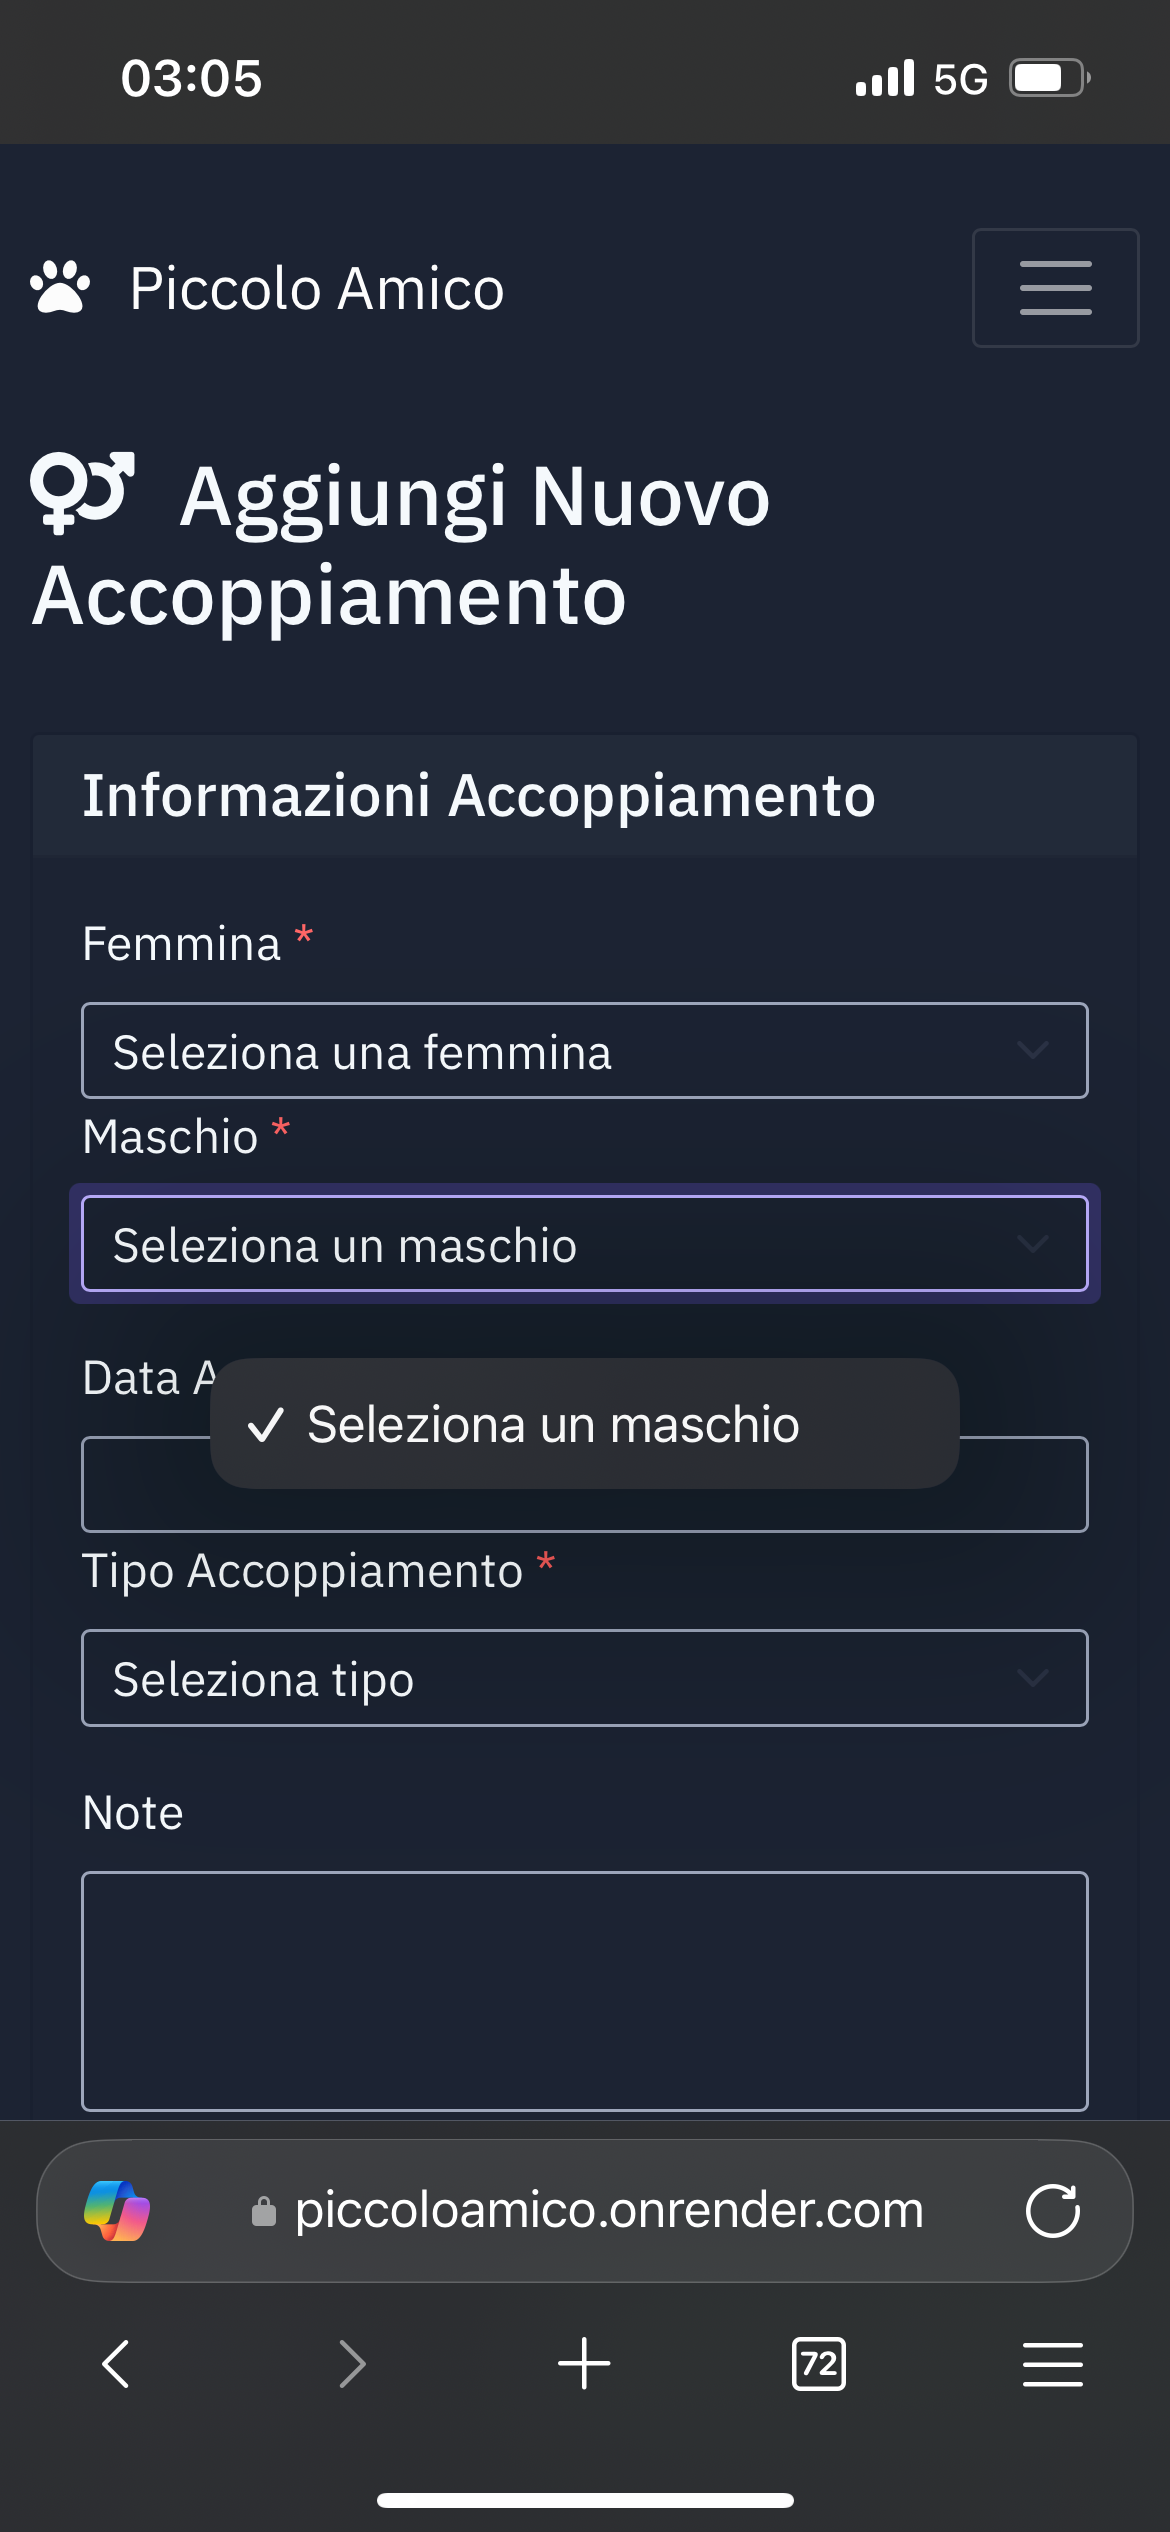 03:05
5G
Piccolo Amico
Aggiungi Nuovo
Accoppiamento
Informazioni Accoppiamento
Femmina *
Seleziona una femmina
Maschio *
Seleziona un maschio
Data A
✓ Seleziona un maschio
Tipo Accoppiamento *
Seleziona tipo
Note
piccoloamico.onrender.com
72